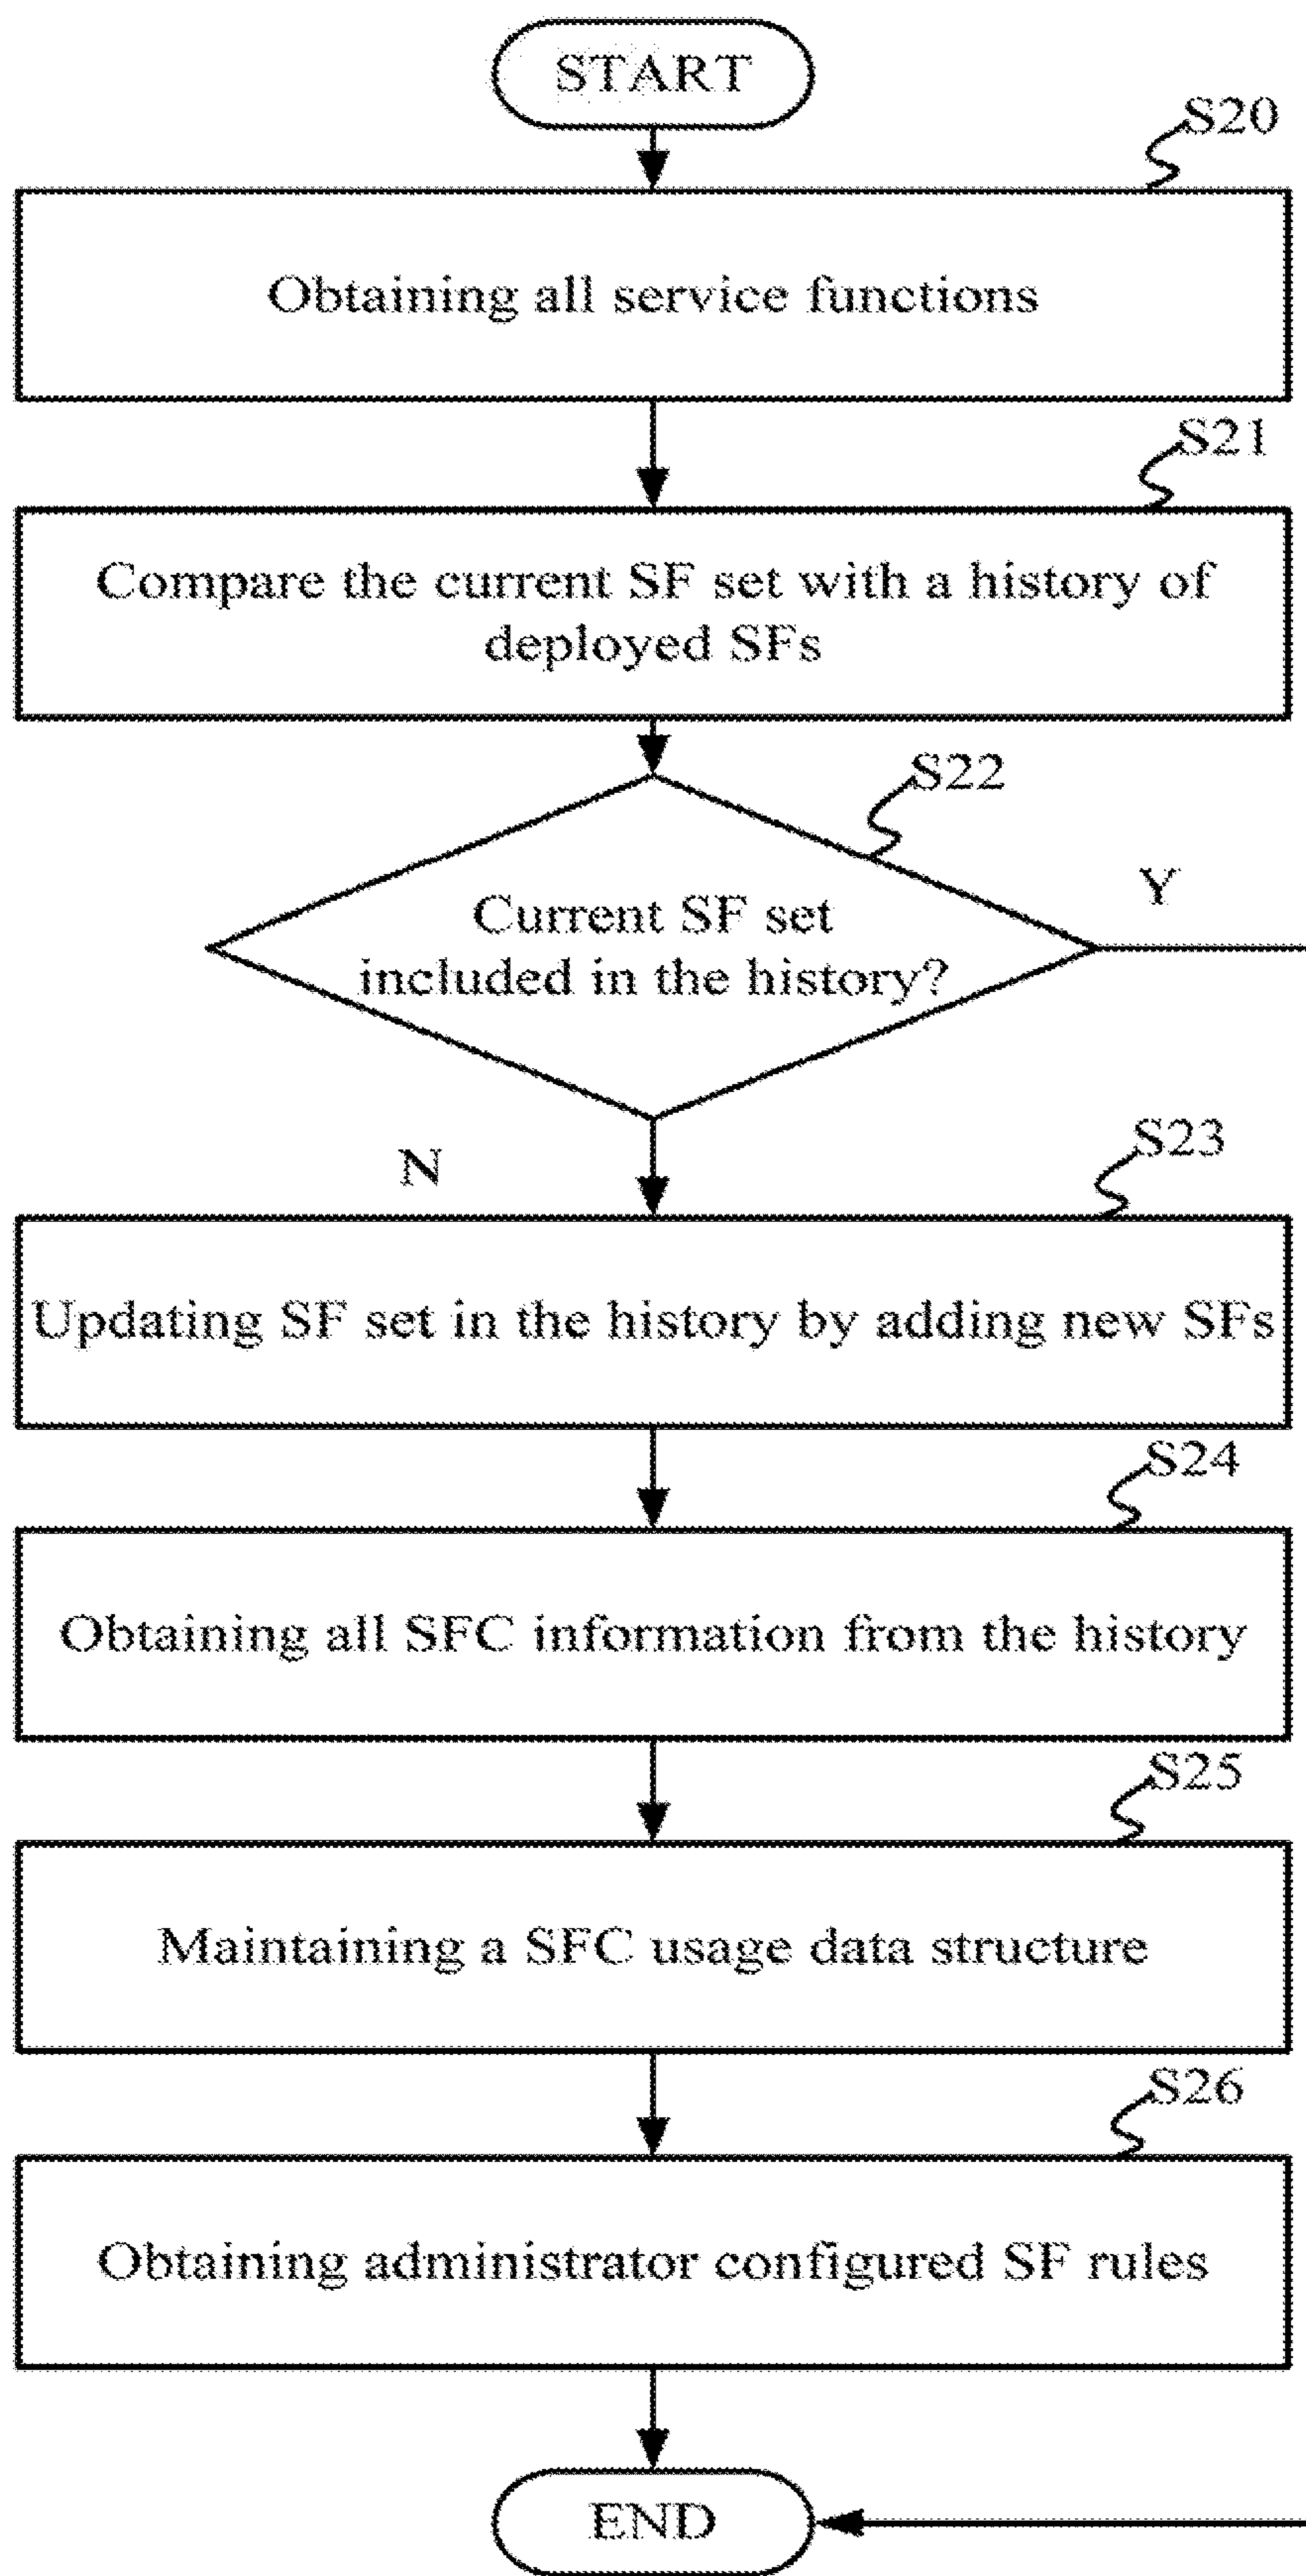 START
S20
Obtaining all service functions
S21
Compare the current SF set with a history of
deployed SFs
S22
Current SF set
included in the history?
Y
N
S23
Updating SF set in the history by adding new SFs
S24
Obtaining all SFC information from the history
S25
Maintaining a SFC usage data structure
S26
Obtaining administrator configured SF rules
END